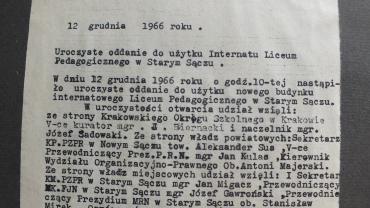 12 grudnia 1966 roku .
Uroczyste oddanie do użytku Internatu Liceum
Pedagogicznego w Starym Sączu .
W dniu 12 grudnia 1966 roku o godź.10-tej nastąpi-
ło uroczyste oddanie do użytku nowego budynku
internatowego Liceum Pedagogicznego w Starym Sączu.
W uroczystości otwarcia udział wzięli:
ze strony Krakowskiego Okręgu Szkolnego w Krakowie
V-ce kurator mgr . J . Biernacki i naczelnik mgr.
Józef Sadowski. Ze strony władz powiatowych:Sekretarz
KP.PZPR w Nowym Sączu tow. Aleksander Sus ,V-ce
Przewodniczący Prez.P.R.N. mgr Jan Kulas ,Kierownik
Wydziału Organizacyj,no-Prawnego Ob.Antoni Majerski.
Ze strony władz miejscowych udział wzięli: I Sekretarz
KM.PZPR w Starym Sączu mgr Jan Migacz ,Przewodnic
MK.FJN w Starym Sączu mgr Józef Gawroński ,Przewodni
czący Prezydium MRN w Starym Sączu ob. Stanisław